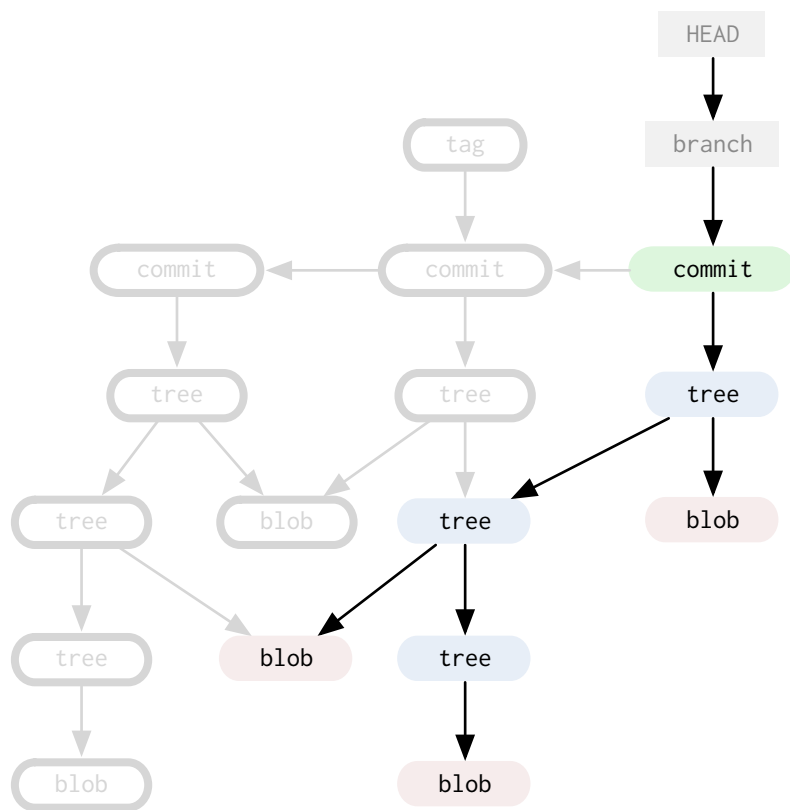 HEAD
tag
branch
commit commit commit
tree tree tree
tree blob tree blob
tree blob tree
blob blob